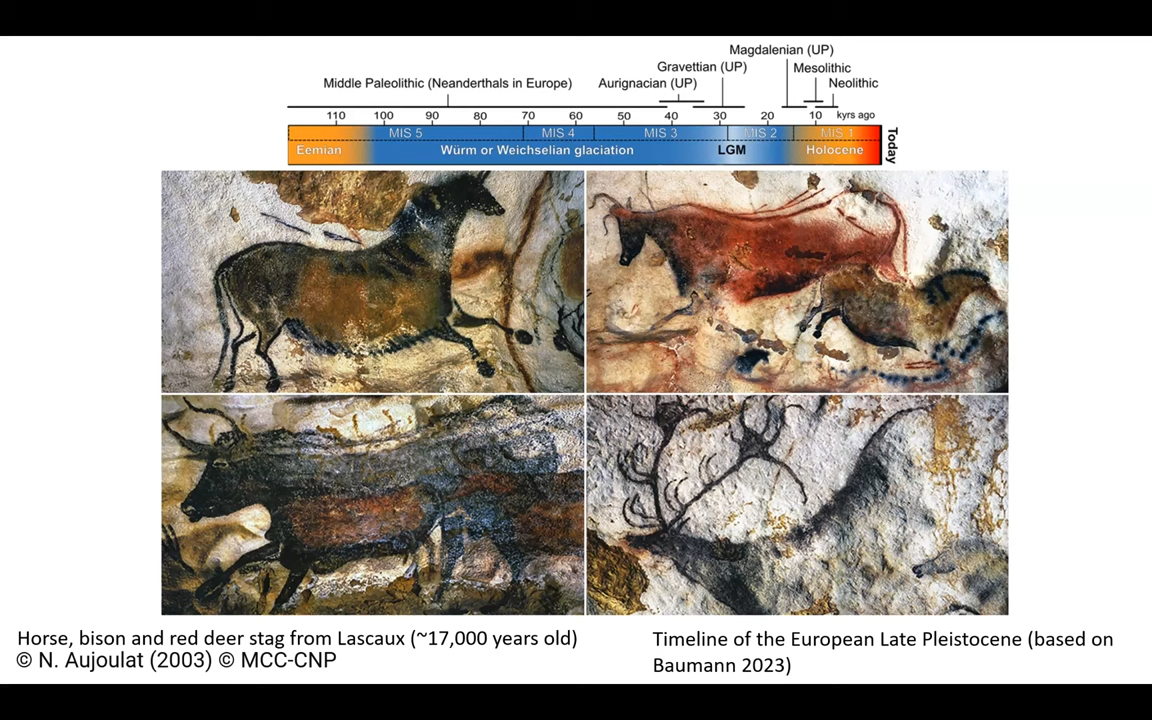 Magdalenian (UP)
Gravettian (UP)
Mesolithic
Middle Paleolithic (Neanderthals in Europe)
Aurignacian (UP)
Neolithic
110 100 90 80 70 60 50 40 30 20 10 kyrs ago
MIS 5 MIS 4 MIS 3 MIS 2 MIS 1
Eemian Würm or Weichselian glaciation LGM Holocene
Today
Horse, bison and red deer stag from Lascaux (~17,000 years old)
© N. Aujoulat (2003) © MCC-CNP
Timeline of the European Late Pleistocene (based on
Baumann 2023)